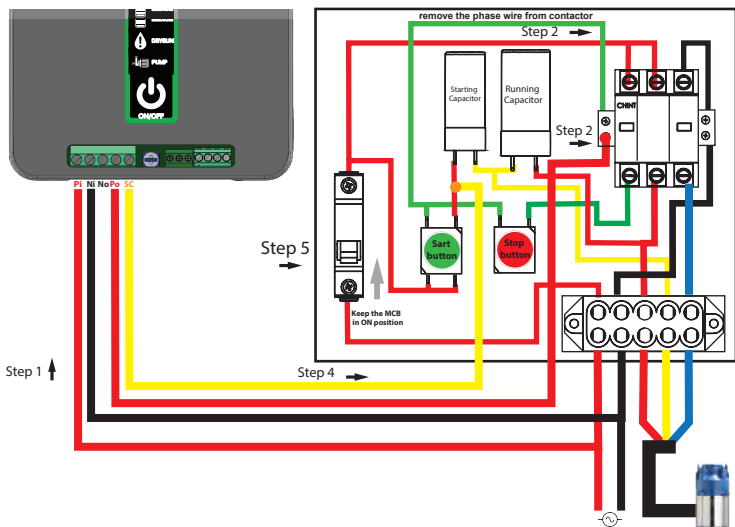 remove the phase wire from contactor
Step 2
DRYRUN
PUMP
ON/OFF
Starting
Capacitor
Running
Capacitor
CHINT
Step 2
Pi Ni No Po SC
Sart
button
Stop
button
Step 5
Keep the MCB
in ON position
Step 1
Step 4